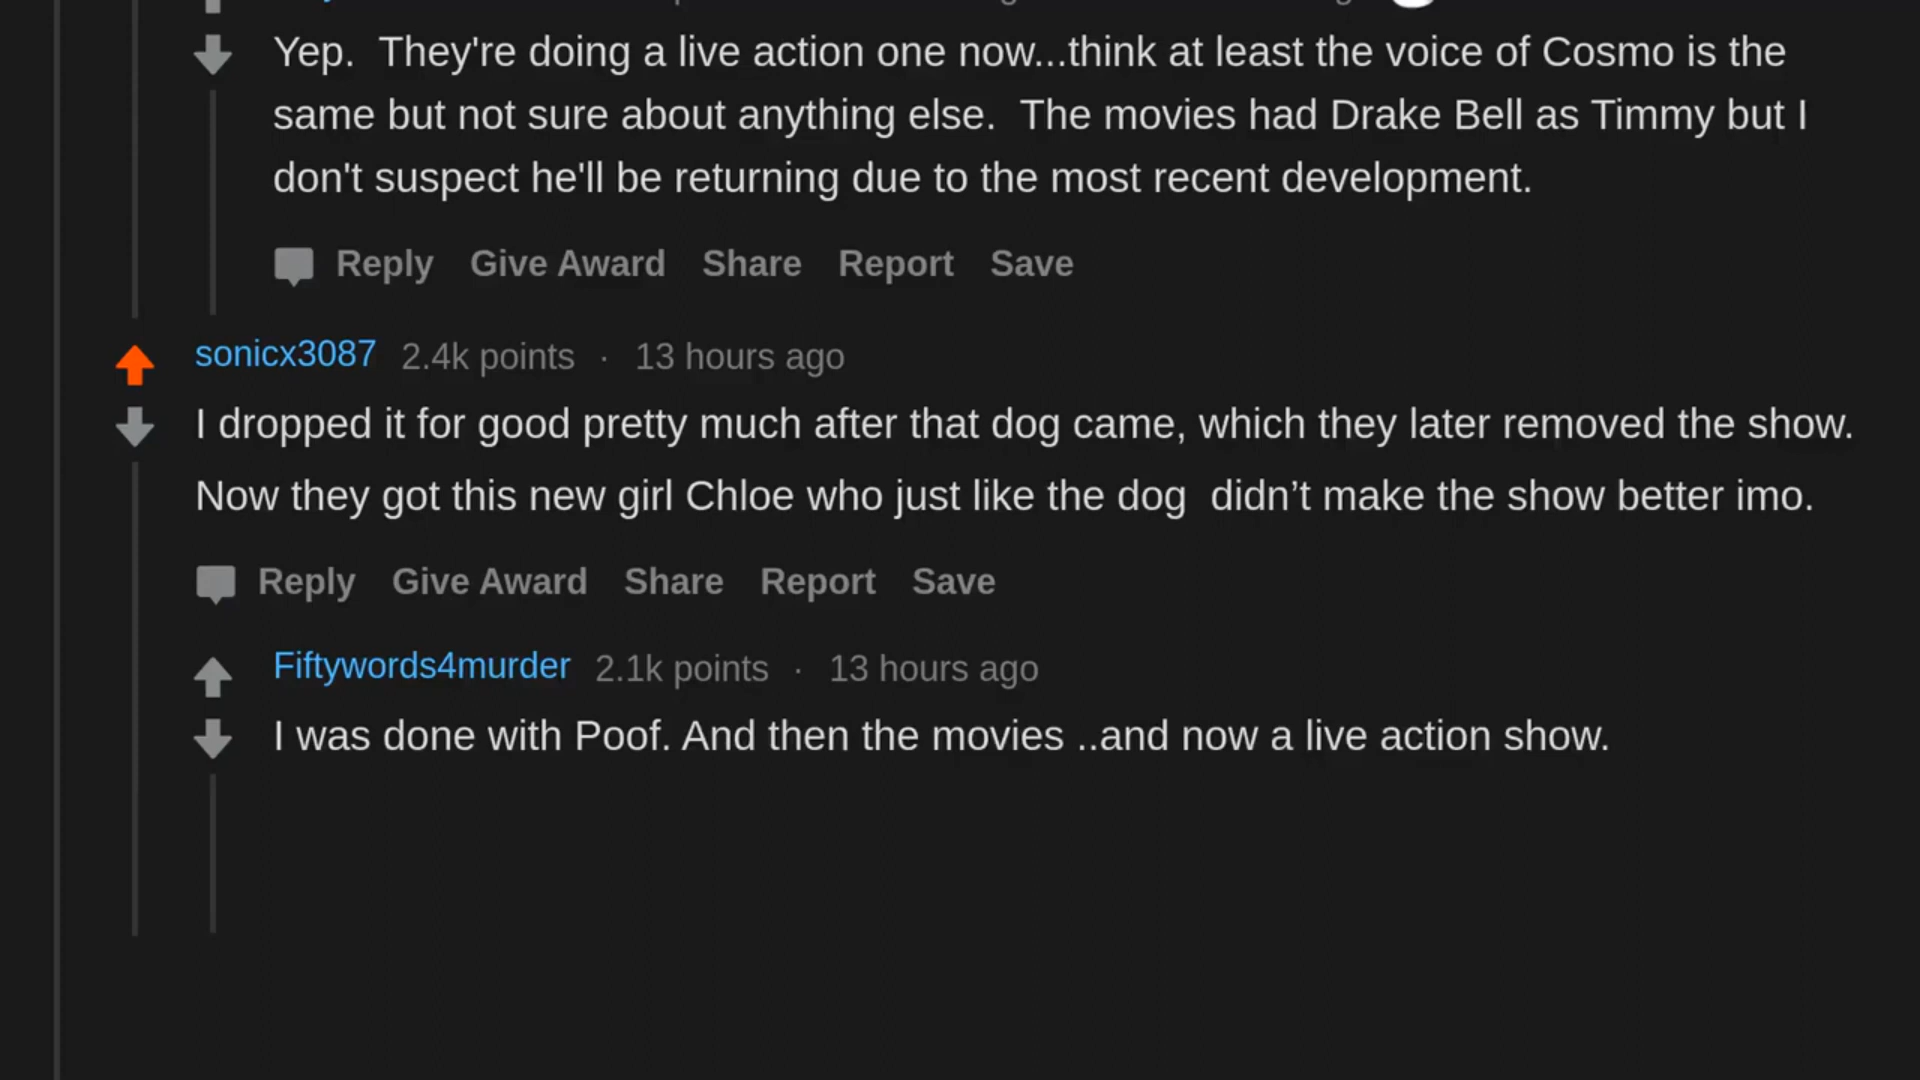 Yep.  They're doing a live action one now...think at least the voice of Cosmo is the
same but not sure about anything else.  The movies had Drake Bell as Timmy but I
don't suspect he'll be returning due to the most recent development.
Reply Give Award Share Report Save
sonicx3087 2.4k points · 13 hours ago
I dropped it for good pretty much after that dog came, which they later removed the show.
Now they got this new girl Chloe who just like the dog  didn’t make the show better imo.
Reply Give Award Share Report Save
Fiftywords4murder 2.1k points · 13 hours ago
I was done with Poof. And then the movies ..and now a live action show.